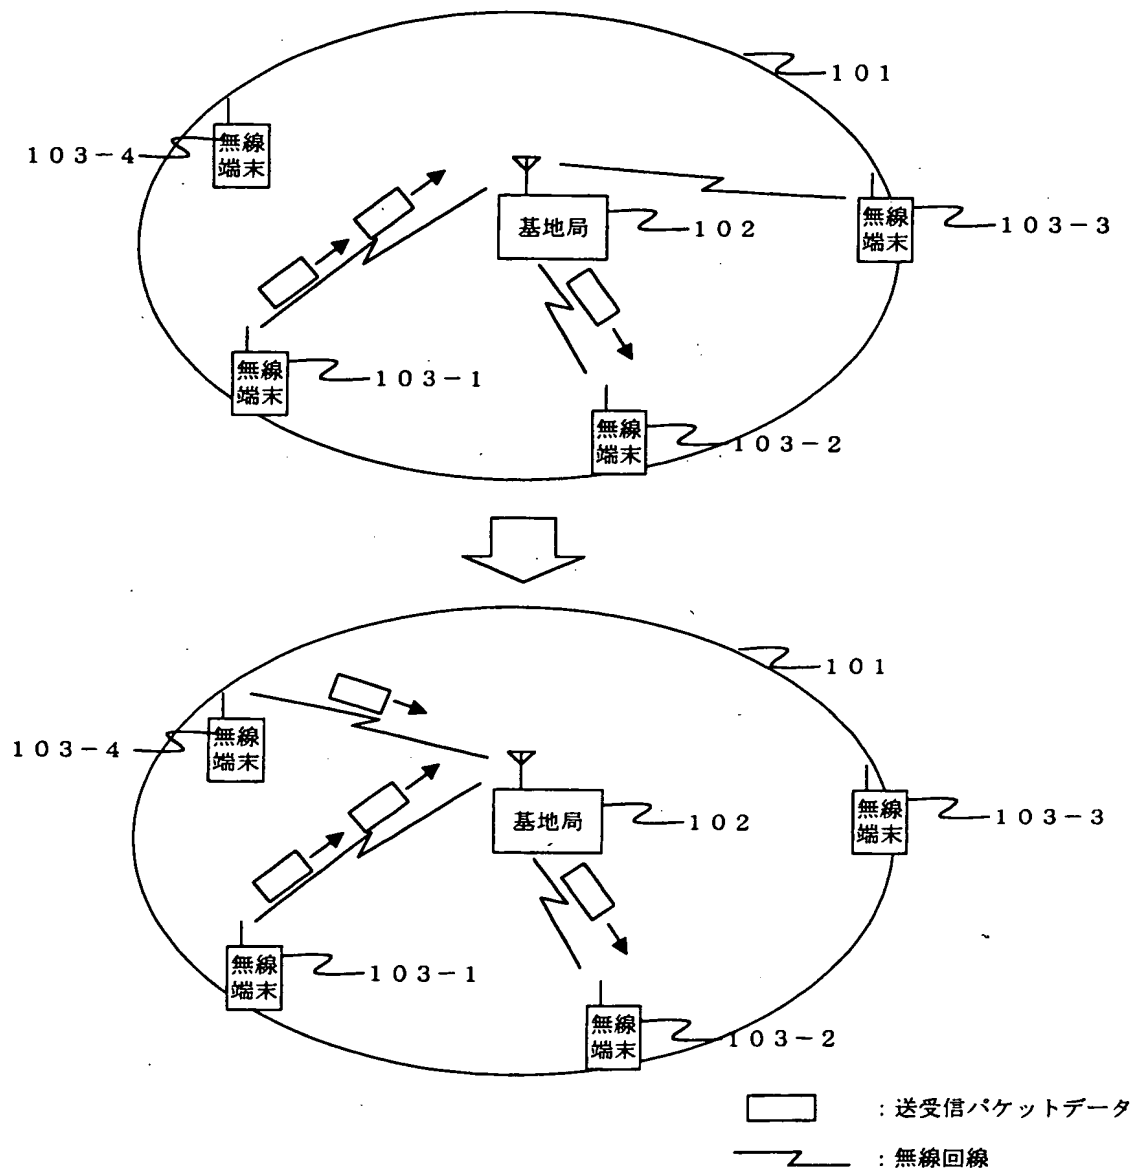 101
無線
端末
103-4
基地局
102
無線
端末
103-3
無線
端末
103-1
無線
端末
103-2
101
無線
端末
103-4
基地局
102
無線
端末
103-3
無線
端末
103-1
無線
端末
103-2
:送受信パケットデータ
:無線回線